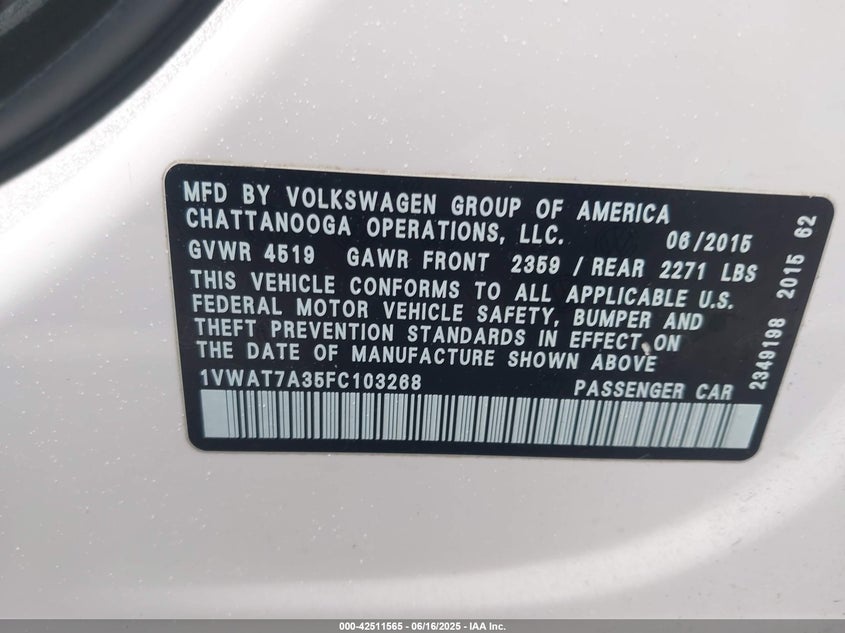 MFD BY VOLKSWAGEN GROUP OF AMERICA
CHATTANOOGA OPERATIONS, LLC. 06/2015
GVWR 4519 GAWR FRONT 2359 / REAR 2271 LBS
THIS VEHICLE CONFORMS TO ALL APPLICABLE U.S.
FEDERAL MOTOR VEHICLE SAFETY, BUMPER AND
THEFT PREVENTION STANDARDS IN EFFECT ON
THE DATE OF MANUFACTURE SHOWN ABOVE
1VWAT7A35FC103268 PASSENGER CAR
2349198 2015 62
000-42511565 - 06/16/2025 - IAA Inc.